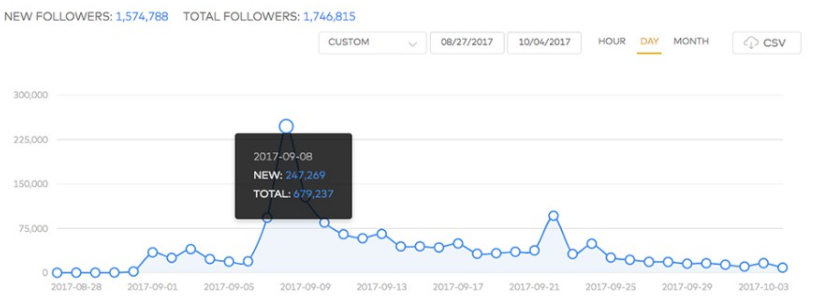 NEW FOLLOWERS: 1,574,788 TOTAL FOLLOWERS: 1,746,815
CUSTOM 08/27/2017 10/04/2017 HOUR DAY MONTH CSV
300,000
225,000
2017-09-08
NEW: 247,269
150,000
TOTAL: 679,237
75,000
0
2017-08-28 2017-09-01 2017-09-05 2017-09-09 2017-09-13 2017-09-17 2017-09-21 2017-09-25 2017-09-29 2017-10-03